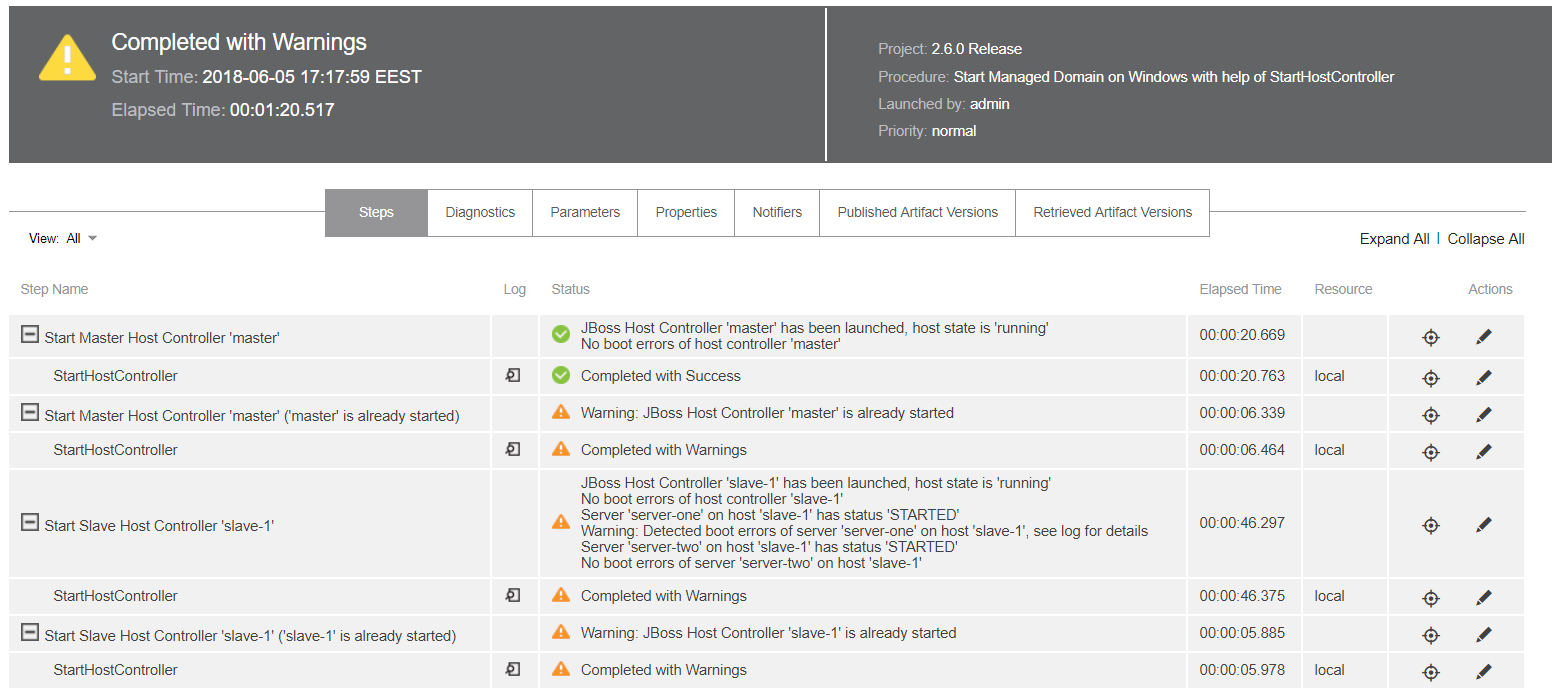 Completed with Warnings
Start Time: 2018-06-05 17:17:59 EEST
Elapsed Time: 00:01:20.517
Project: 2.6.0 Release
Procedure: Start Managed Domain on Windows with help of StartHostController
Launched by: admin
Priority: normal
Steps Diagnostics Parameters Properties Notifiers Published Artifact Versions Retrieved Artifact Versions
View: All Expand All | Collapse All
Step Name Log Status Elapsed Time Resource Actions
Start Master Host Controller 'master'
JBoss Host Controller 'master' has been launched, host state is 'running'
No boot errors of host controller 'master'
00:00:20.669
StartHostController Completed with Success 00:00:20.763 local
Start Master Host Controller 'master' ('master' is already started) Warning: JBoss Host Controller 'master' is already started 00:00:06.339
StartHostController Completed with Warnings 00:00:06.464 local
Start Slave Host Controller 'slave-1'
JBoss Host Controller 'slave-1' has been launched, host state is 'running'
No boot errors of host controller 'slave-1'
Server 'server-one' on host 'slave-1' has status 'STARTED'
Warning: Detected boot errors of server 'server-one' on host 'slave-1', see log for details
Server 'server-two' on host 'slave-1' has status 'STARTED'
No boot errors of server 'server-two' on host 'slave-1'
00:00:46.297
StartHostController Completed with Warnings 00:00:46.375 local
Start Slave Host Controller 'slave-1' ('slave-1' is already started) Warning: JBoss Host Controller 'slave-1' is already started 00:00:05.885
StartHostController Completed with Warnings 00:00:05.978 local